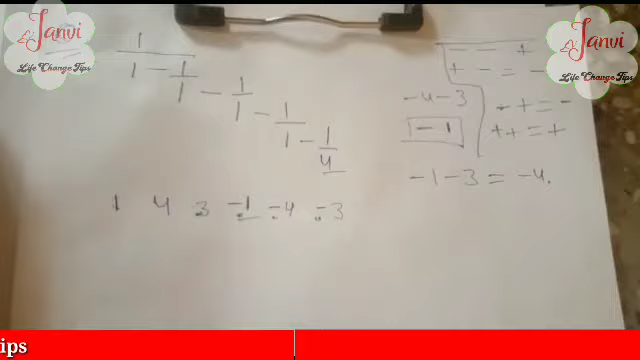 Janvi
Life Change Tips
Janvi
Life Change Tips
1
1 - 1
1 - 1
1 - 1
1 - 1
4
- - = +
+ - = -
- + = -
+ + = +
-4 -3
-1
-1 -3 = -4.
1 4 3 -1 -4 -3
ips